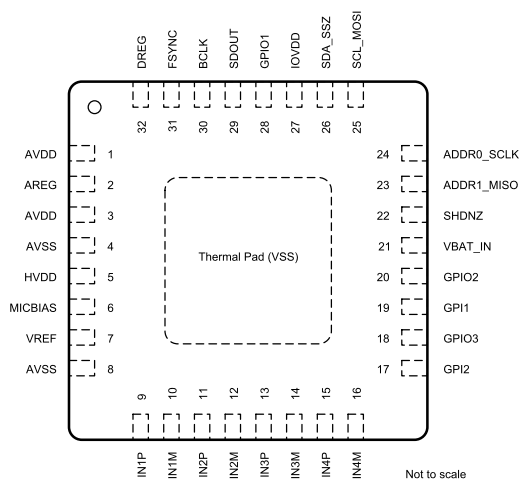 DREG
FSYNC
BCLK
SDOUT
GPIO1
IOVDD
SDA_SSZ
SCL_MOSI
32
31
30
29
28
27
26
25
AVDD 1
AREG 2
AVDD 3
AVSS 4
HVDD 5
MICBIAS 6
VREF 7
AVSS 8
24 ADDR0_SCLK
23 ADDR1_MISO
22 SHDNZ
21 VBAT_IN
20 GPIO2
19 GPI1
18 GPIO3
17 GPI2
Thermal Pad (VSS)
9
10
11
12
13
14
15
16
IN1P
IN1M
IN2P
IN2M
IN3P
IN3M
IN4P
IN4M
Not to scale